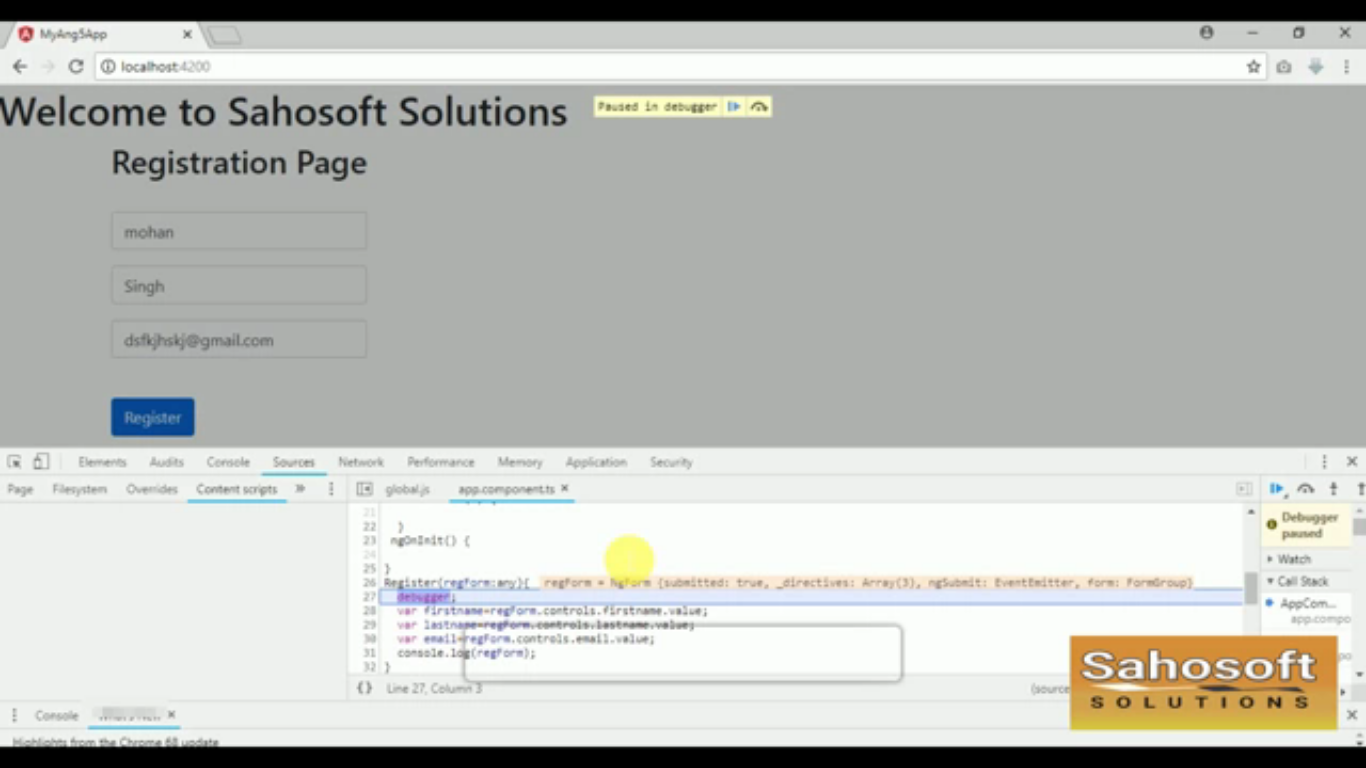 MyAng5App
localhost:4200
Welcome to Sahosoft Solutions
Paused in debugger
Registration Page
mohan
Singh
dsfkjhskj@gmail.com
Register
Elements Audits Console Sources Network Performance Memory Application Security
Page Filesystem Overrides Content scripts » global.js app.component.ts
Debugger paused
21
22 }
23 ngOnInit() {
24
25 }
26 Register(regForm:any){ regForm = NgForm {submitted: true, _directives: Array(3), ngSubmit: EventEmitter, form: FormGroup}
27 debugger;
28 var firstname=regForm.controls.firstname.value;
29 var lastname=regForm.controls.lastname.value;
30 var email=regForm.controls.email.value;
31 console.log(regForm);
32 }
Watch
Call Stack
AppCom...
app.compo
{} Line 27, Column 3
(source
Console What's New
Highlights from the Chrome 68 update
Sahosoft
SOLUTIONS